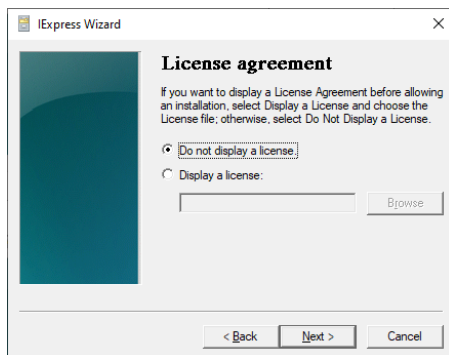 IExpress Wizard
License agreement
If you want to display a License Agreement before allowing
an installation, select Display a License and choose the
License file; otherwise, select Do Not Display a License.
Do not display a license.
Display a license:
Browse
< Back
Next >
Cancel